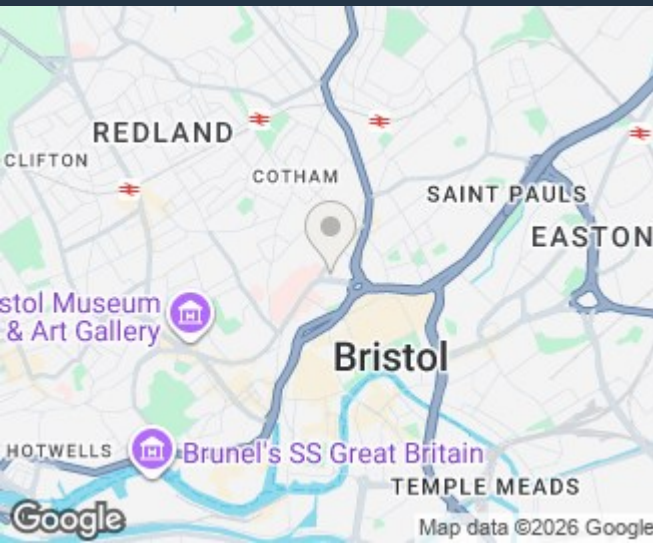 REDLAND
CLIFTON
COTHAM
SAINT PAULS
EASTON
stol Museum
& Art Gallery
Bristol
HOTWELLS
Brunel's SS Great Britain
TEMPLE MEADS
Google
Map data ©2026 Google